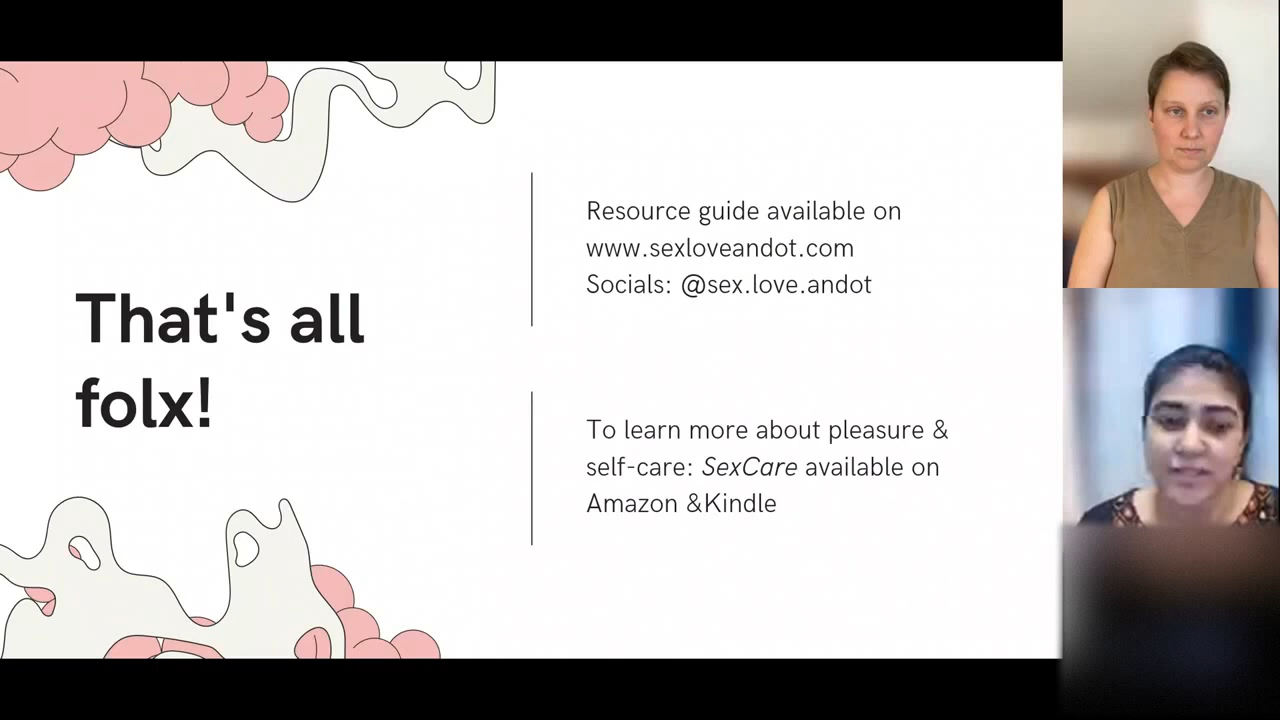 That's all
folx!
Resource guide available on
www.sexloveandot.com
Socials: @sex.love.andot
To learn more about pleasure &
self-care: SexCare available on
Amazon &Kindle